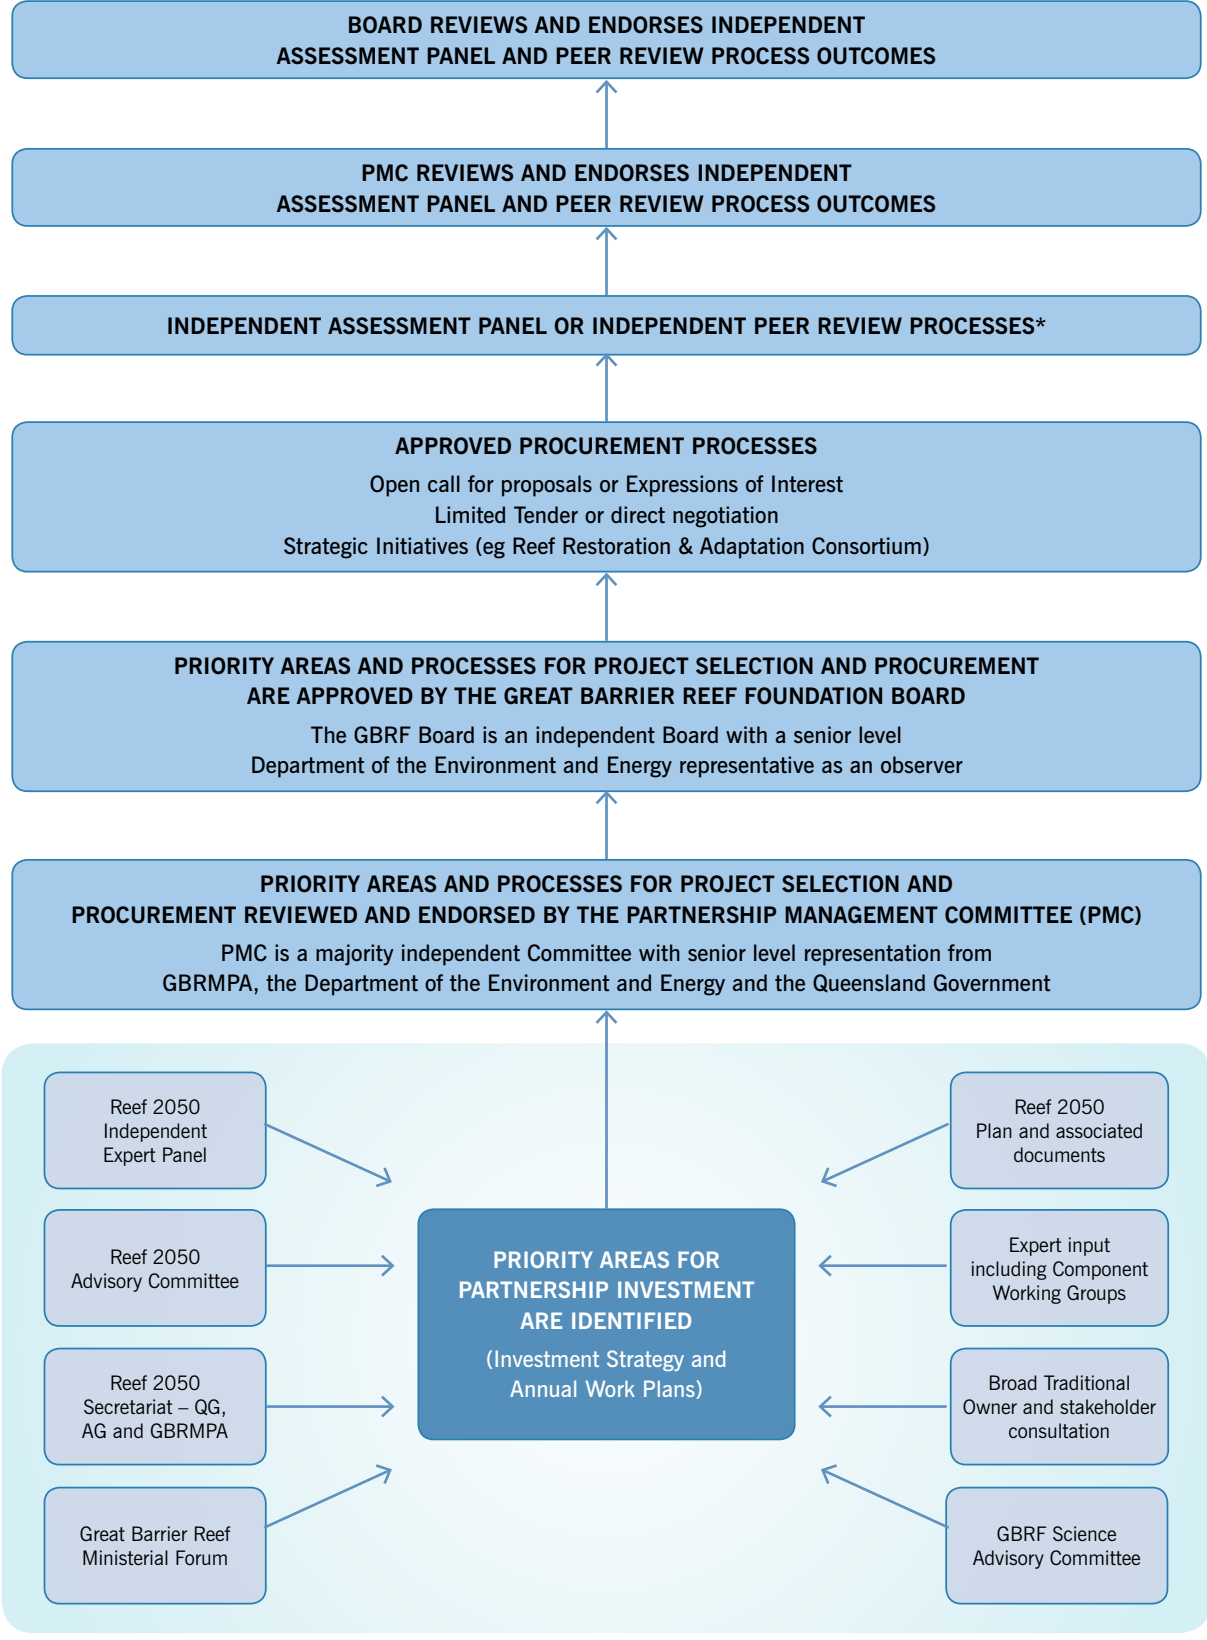 BOARD REVIEWS AND ENDORSES INDEPENDENT
ASSESSMENT PANEL AND PEER REVIEW PROCESS OUTCOMES
PMC REVIEWS AND ENDORSES INDEPENDENT
ASSESSMENT PANEL AND PEER REVIEW PROCESS OUTCOMES
INDEPENDENT ASSESSMENT PANEL OR INDEPENDENT PEER REVIEW PROCESSES*
APPROVED PROCUREMENT PROCESSES
Open call for proposals or Expressions of Interest
Limited Tender or direct negotiation
Strategic Initiatives (eg Reef Restoration & Adaptation Consortium)
PRIORITY AREAS AND PROCESSES FOR PROJECT SELECTION AND PROCUREMENT
ARE APPROVED BY THE GREAT BARRIER REEF FOUNDATION BOARD
The GBRF Board is an independent Board with a senior level
Department of the Environment and Energy representative as an observer
PRIORITY AREAS AND PROCESSES FOR PROJECT SELECTION AND
PROCUREMENT REVIEWED AND ENDORSED BY THE PARTNERSHIP MANAGEMENT COMMITTEE (PMC)
PMC is a majority independent Committee with senior level representation from
GBRMPA, the Department of the Environment and Energy and the Queensland Government
Reef 2050
Independent
Expert Panel
Reef 2050
Advisory Committee
Reef 2050
Secretariat – QG,
AG and GBRMPA
Great Barrier Reef
Ministerial Forum
PRIORITY AREAS FOR
PARTNERSHIP INVESTMENT
ARE IDENTIFIED
(Investment Strategy and
Annual Work Plans)
Reef 2050
Plan and associated
documents
Expert input
including Component
Working Groups
Broad Traditional
Owner and stakeholder
consultation
GBRF Science
Advisory Committee